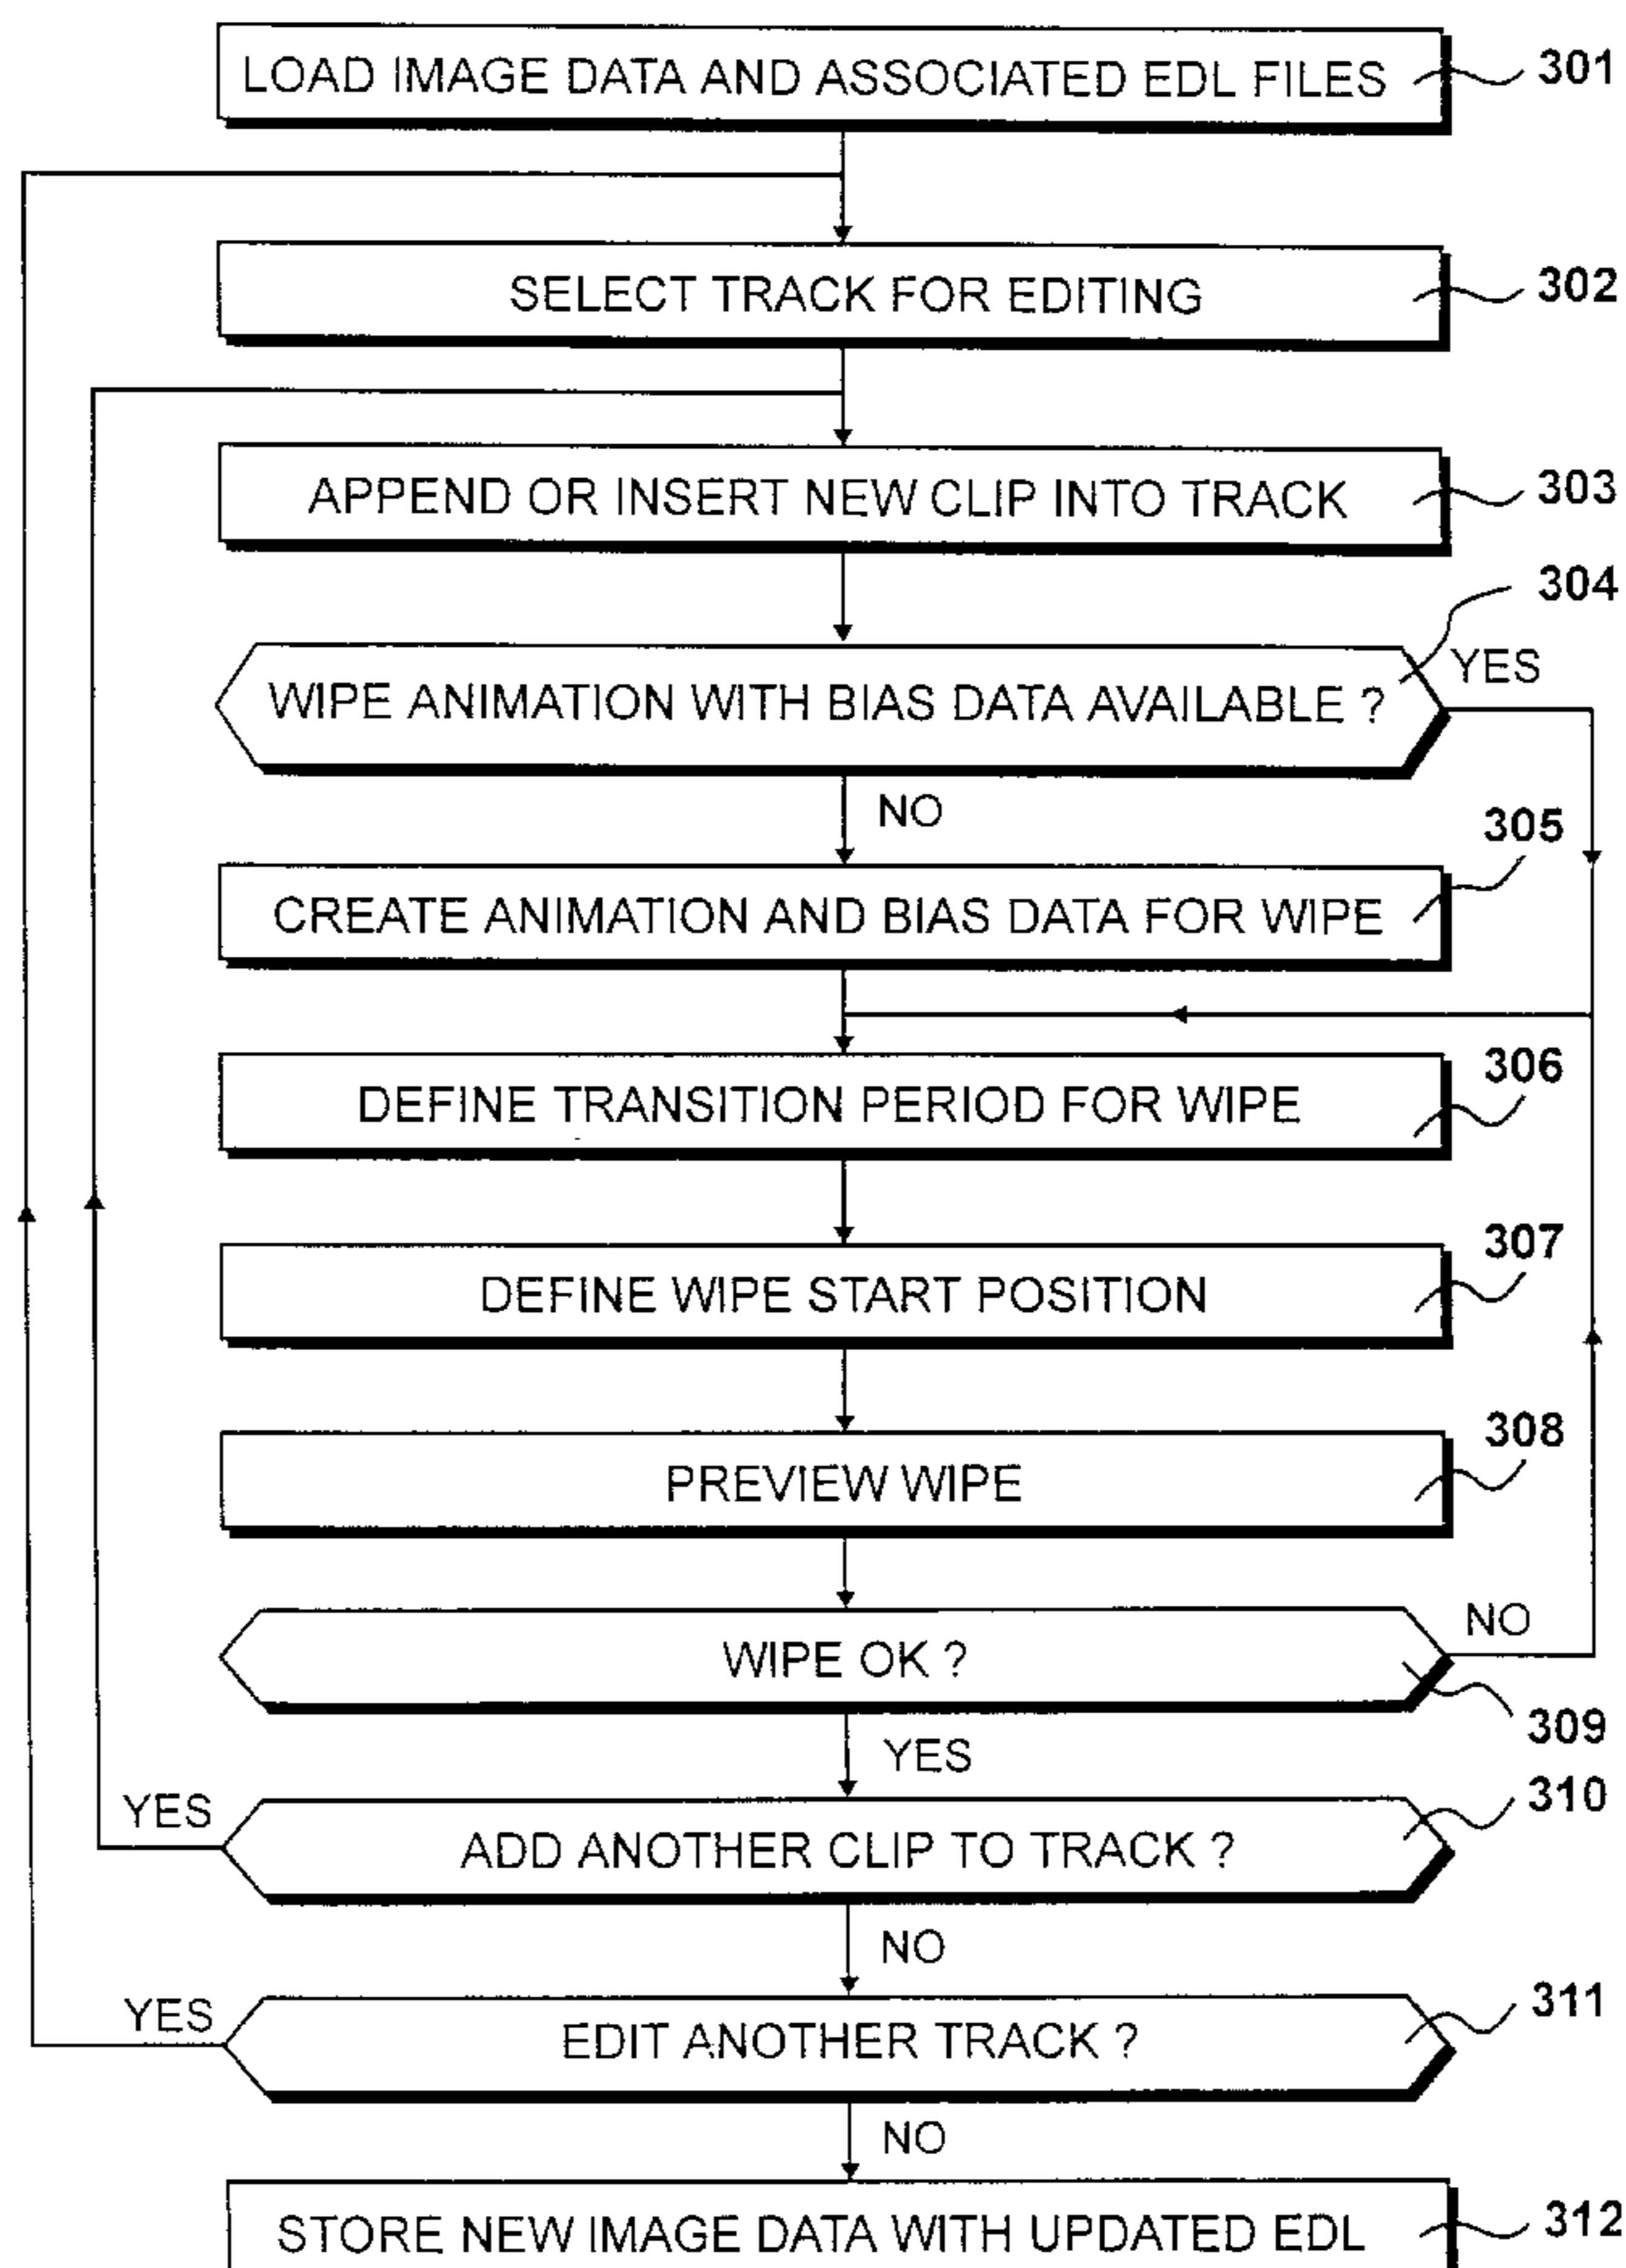 LOAD IMAGE DATA AND ASSOCIATED EDL FILES 301
SELECT TRACK FOR EDITING 302
APPEND OR INSERT NEW CLIP INTO TRACK 303
304
WIPE ANIMATION WITH BIAS DATA AVAILABLE ? YES
NO
305
CREATE ANIMATION AND BIAS DATA FOR WIPE
306
DEFINE TRANSITION PERIOD FOR WIPE
307
DEFINE WIPE START POSITION
308
PREVIEW WIPE
NO
WIPE OK ?
309
YES
310
YES
ADD ANOTHER CLIP TO TRACK ?
NO
311
YES
EDIT ANOTHER TRACK ?
NO
STORE NEW IMAGE DATA WITH UPDATED EDL 312